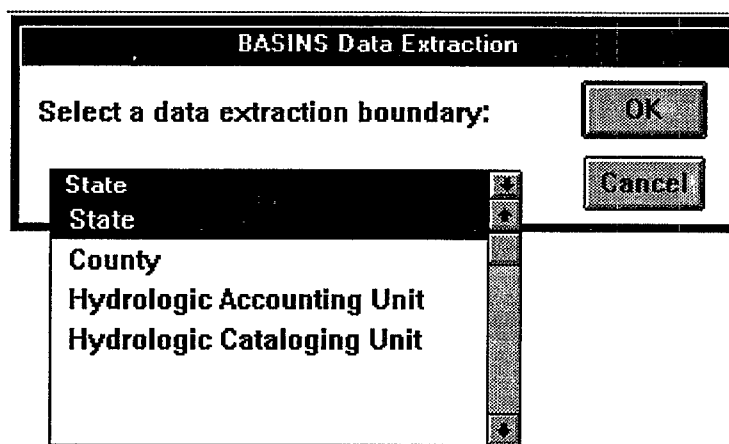 BASINS Data Extraction
Select a data extraction boundary:
OK
Cancel
State
State
County
Hydrologic Accounting Unit
Hydrologic Cataloging Unit